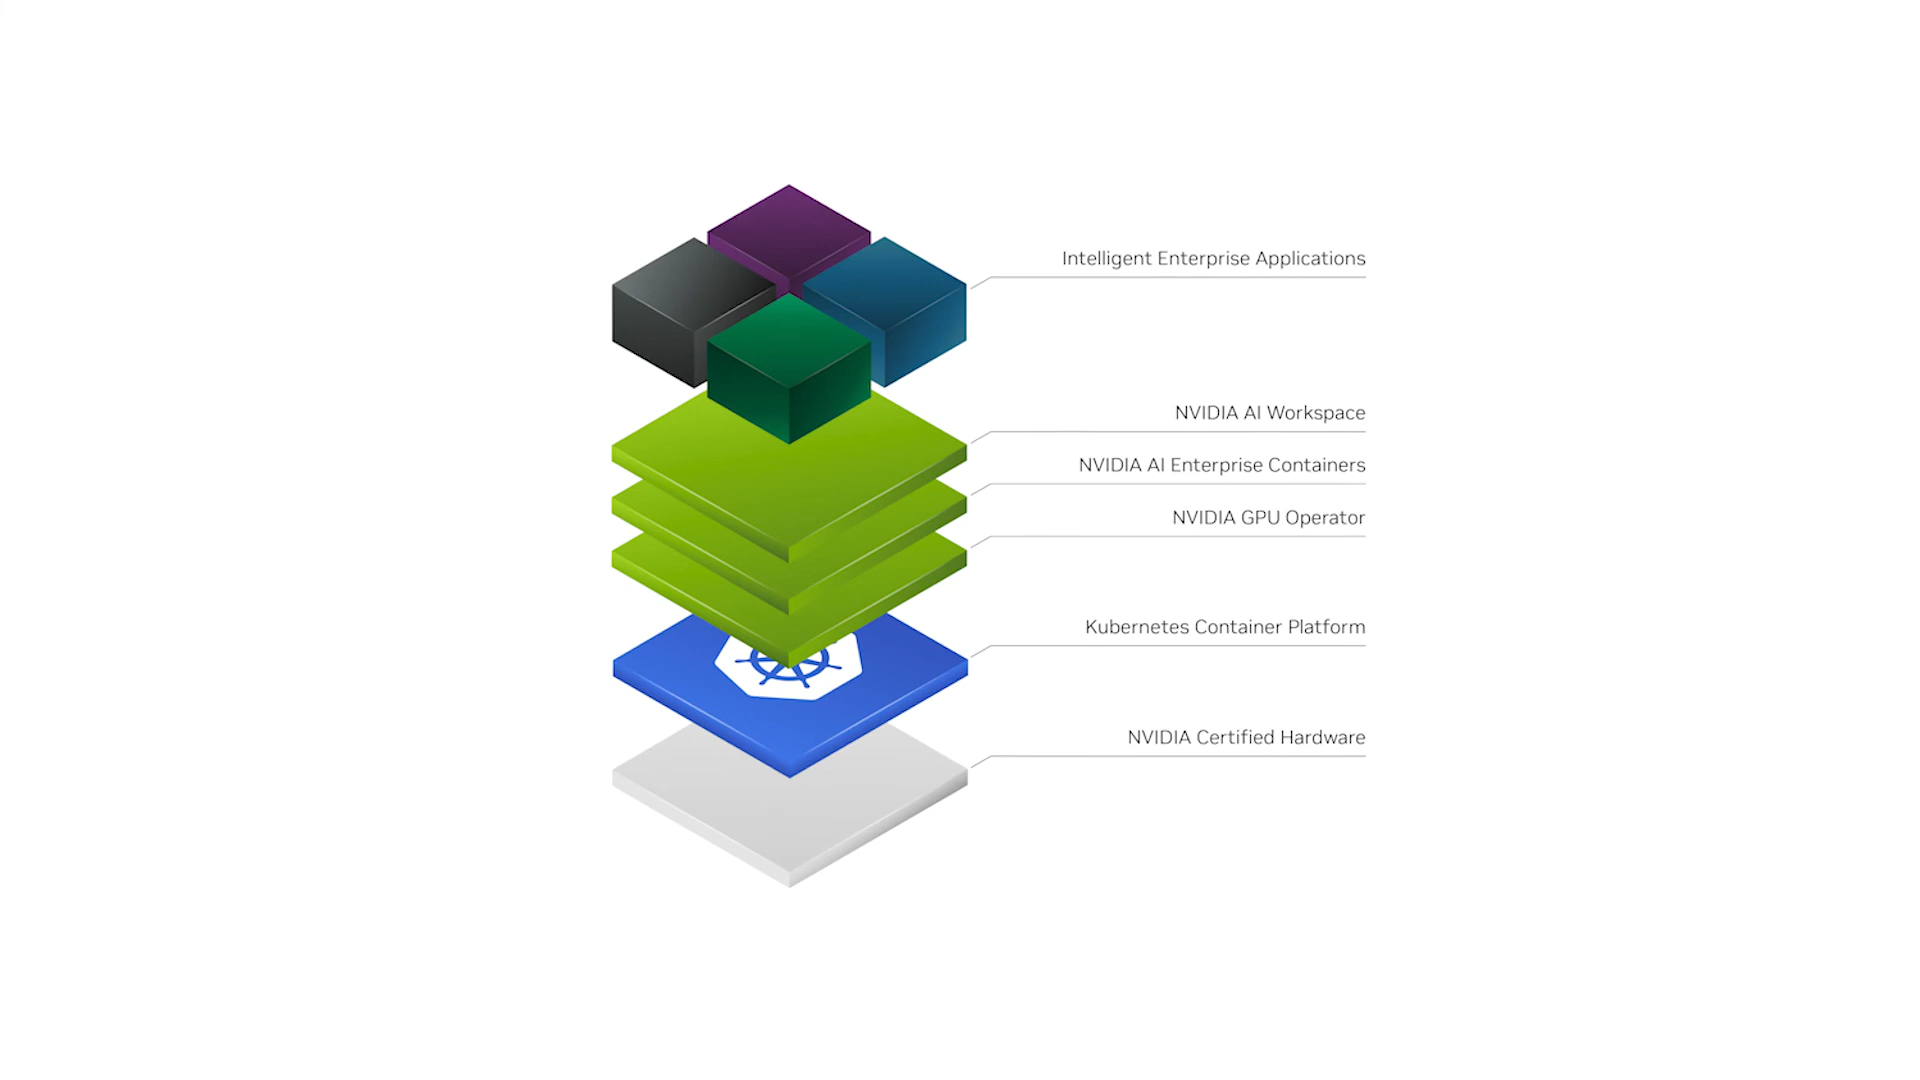 Intelligent Enterprise Applications
NVIDIA AI Workspace
NVIDIA AI Enterprise Containers
NVIDIA GPU Operator
Kubernetes Container Platform
NVIDIA Certified Hardware